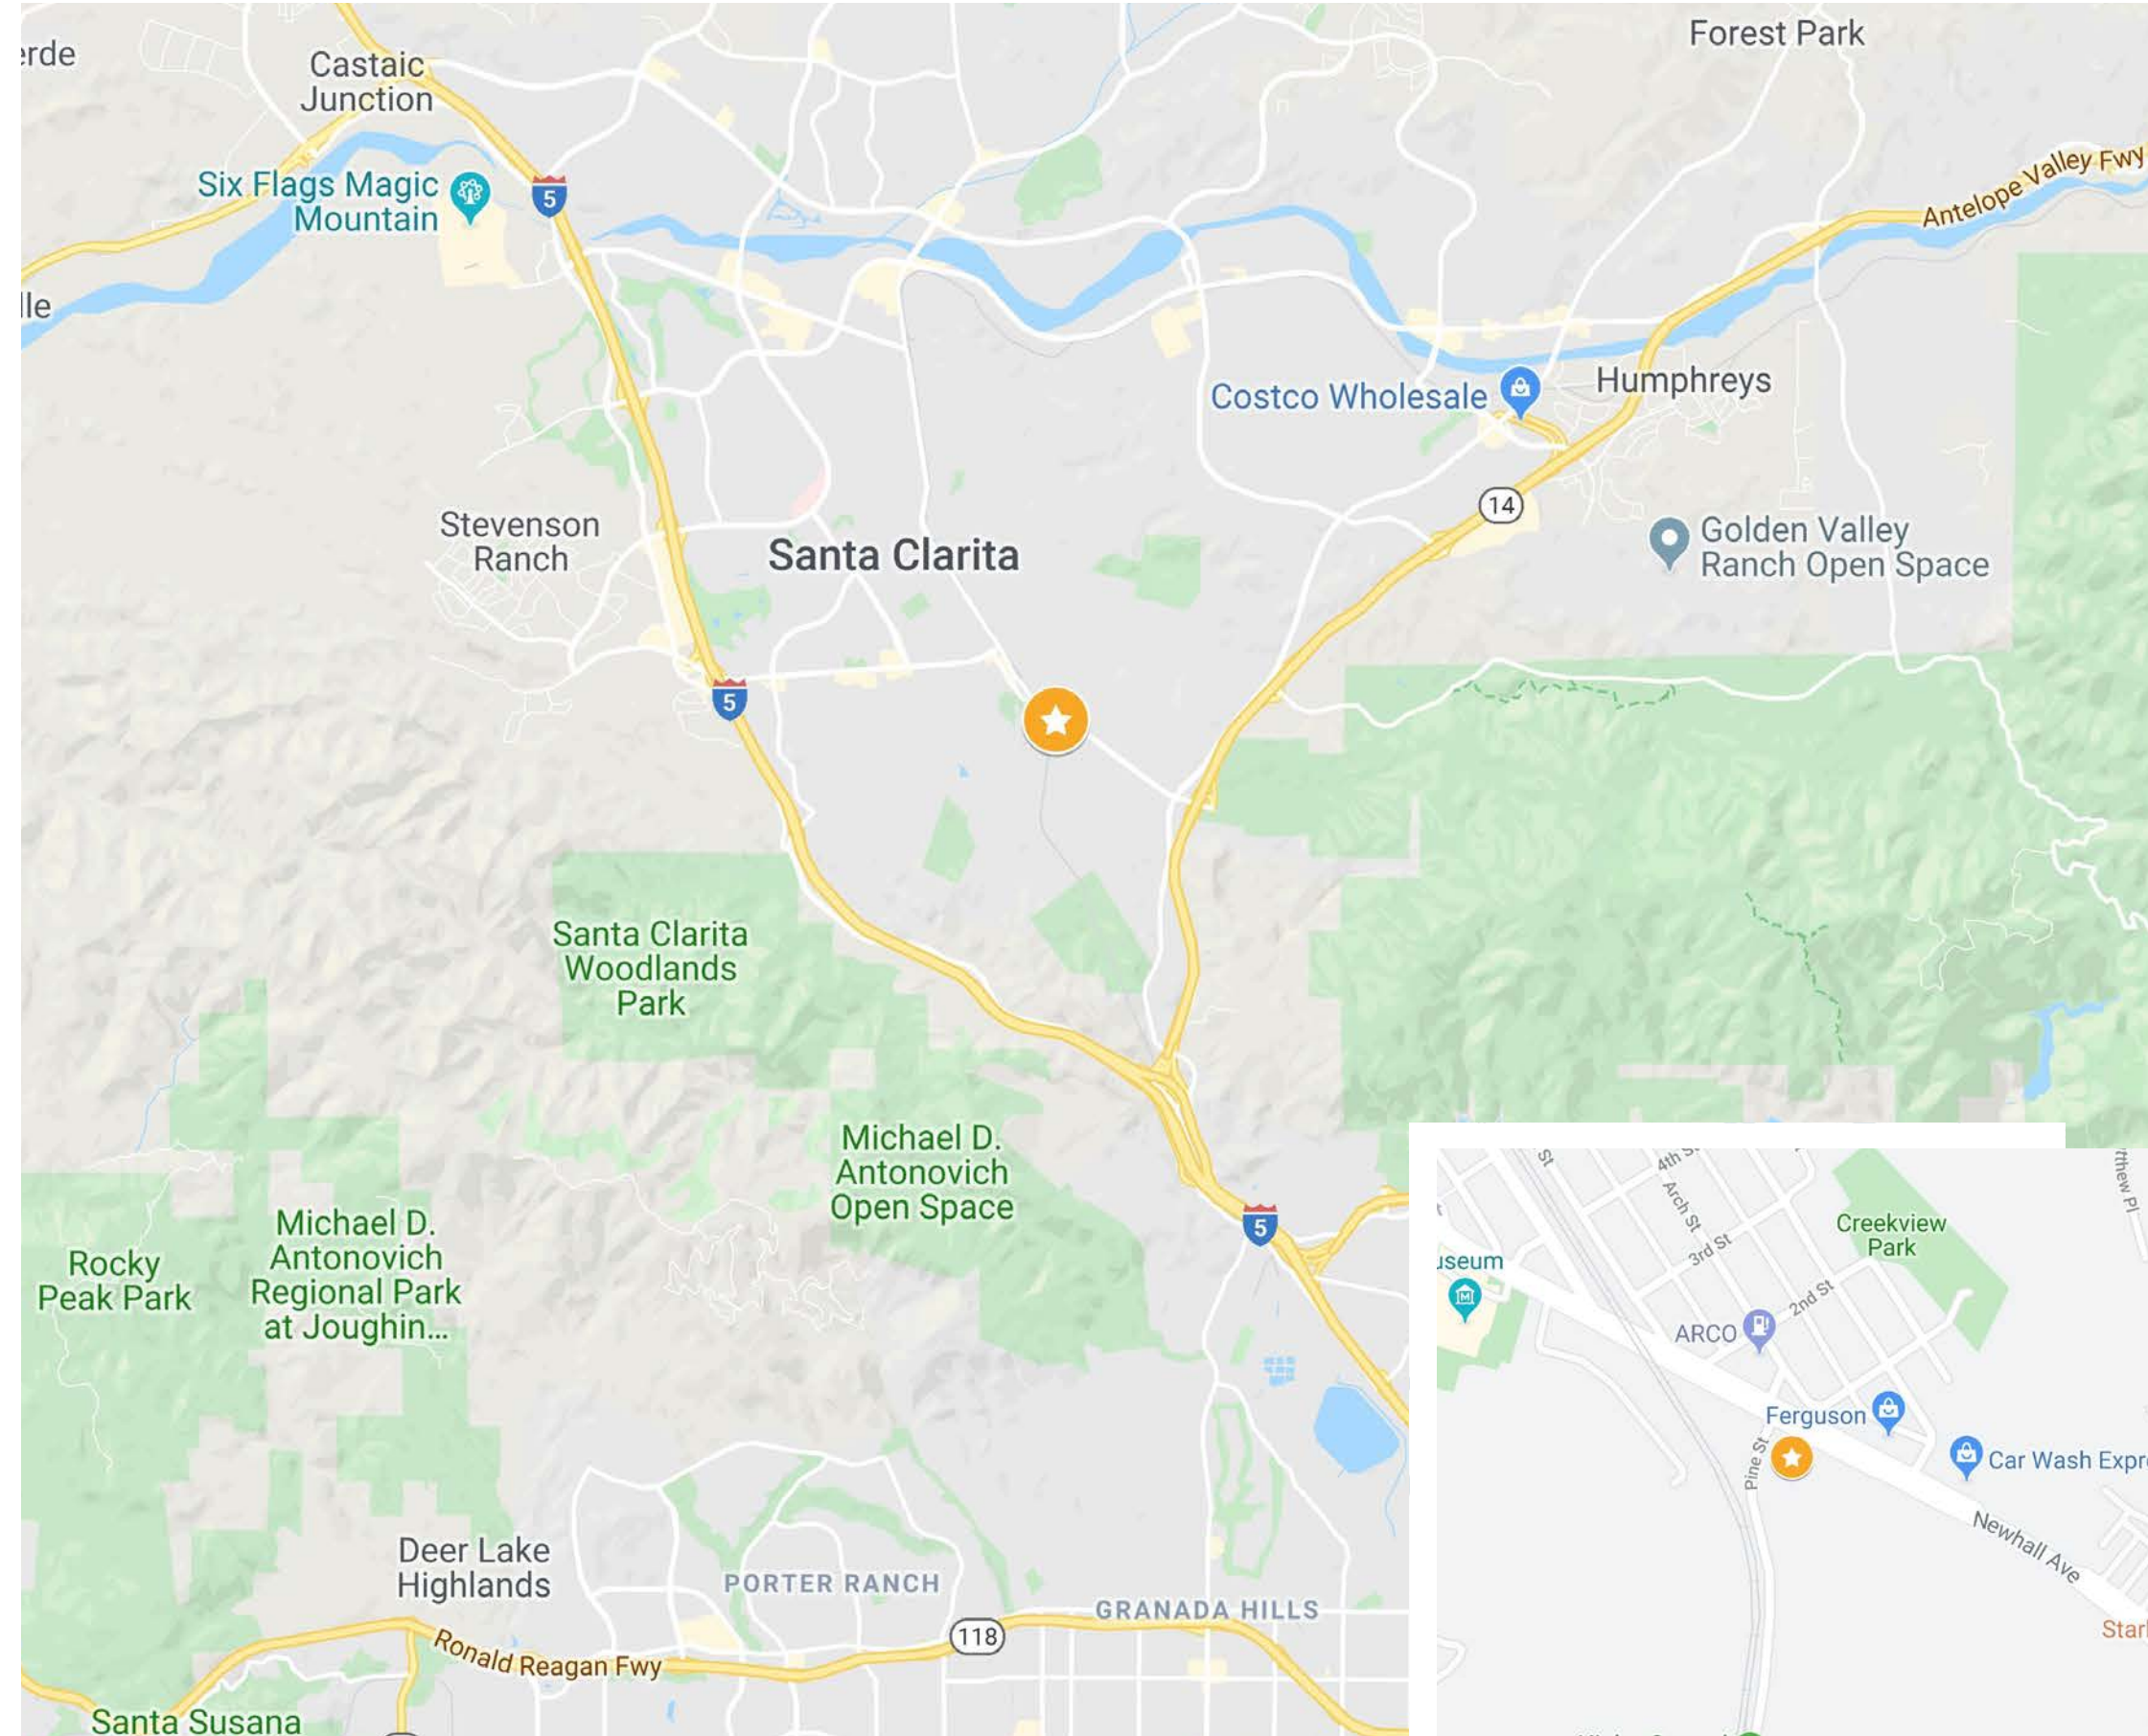 Forest Park
Castaic
Junction
Six Flags Magic
Mountain
5
Antelope Valley Fwy
Costco Wholesale
Humphreys
14
Stevenson
Ranch
Santa Clarita
Golden Valley
Ranch Open Space
5
Santa Clarita
Woodlands
Park
Michael D.
Antonovich
Open Space
5
Michael D.
Antonovich
Regional Park
at Joughin...
Rocky
Peak Park
Deer Lake
Highlands
PORTER RANCH
GRANADA HILLS
118
Ronald Reagan Fwy
Santa Susana
St
4th St
Arch St
3rd St
Creekview
Park
2nd St
ARCO
Ferguson
Pine St
Car Wash
Newhall Ave